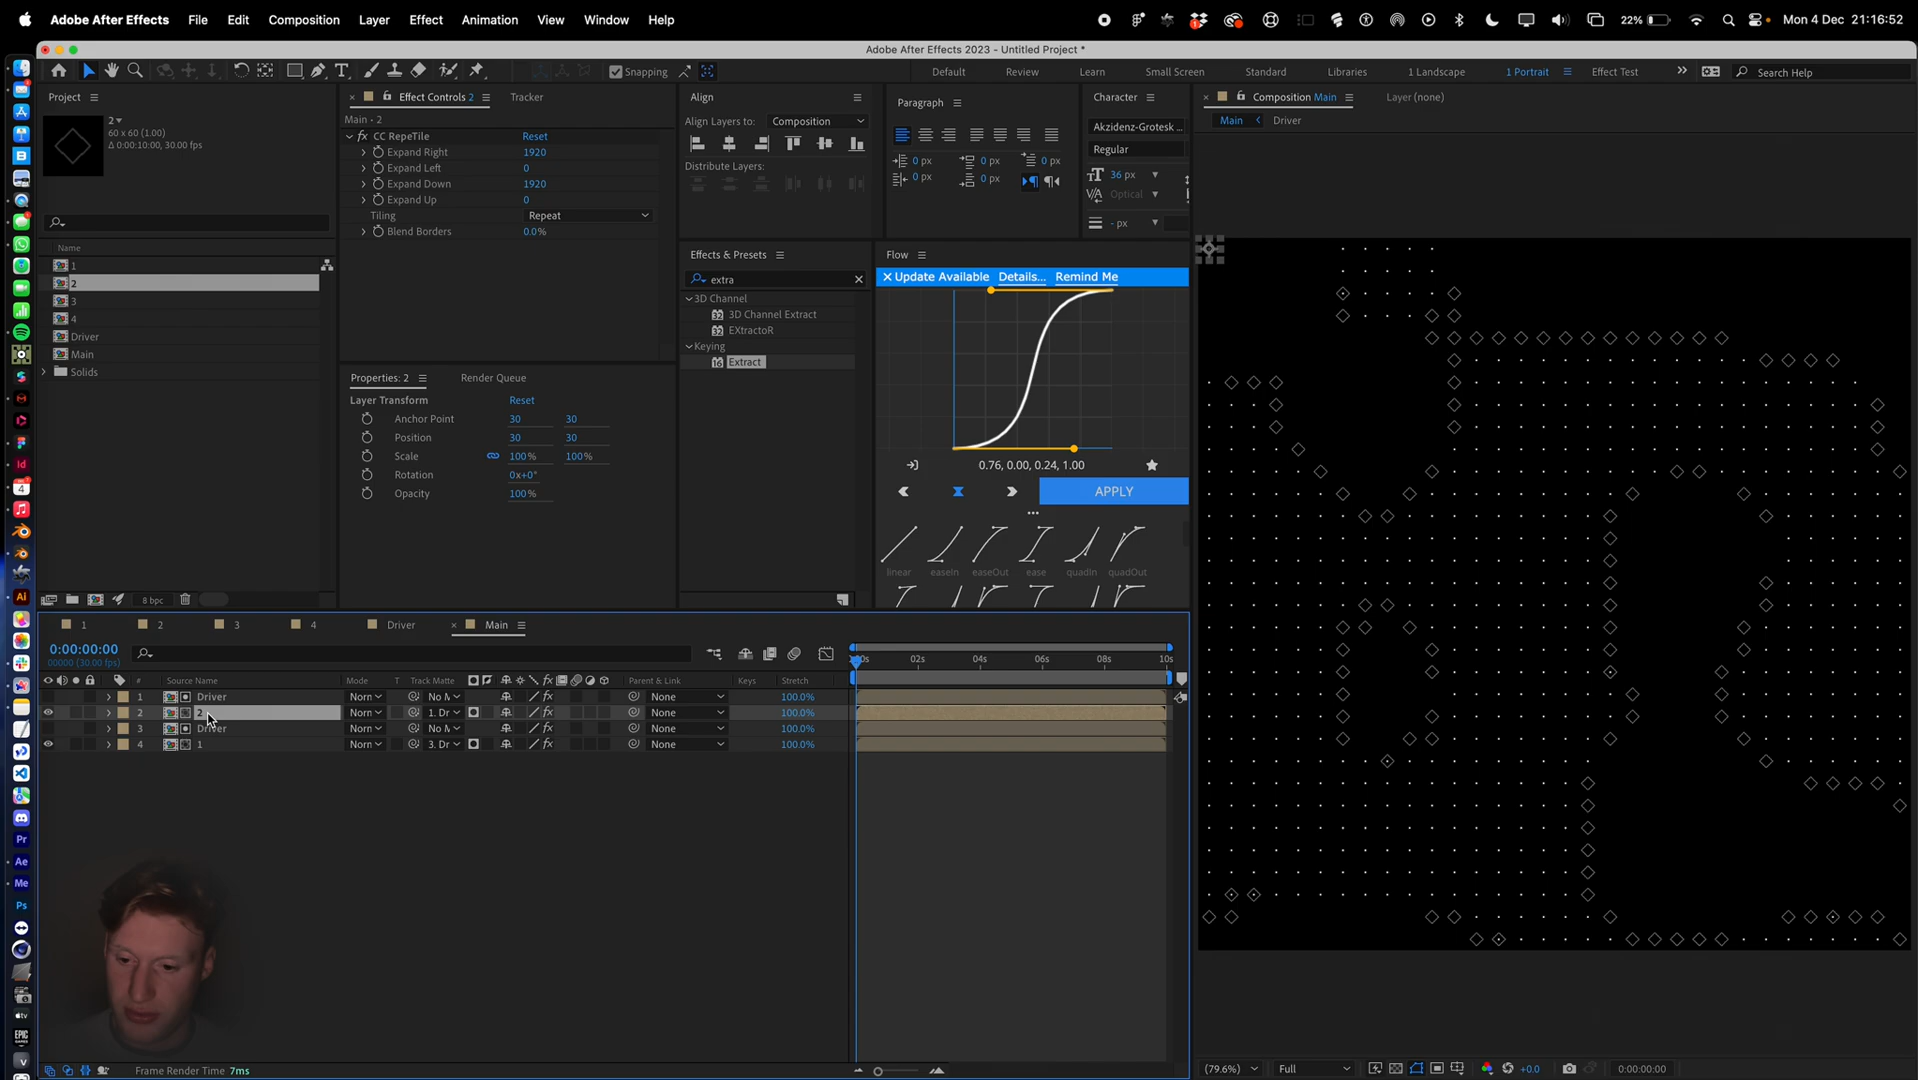 Adobe After Effects File Edit Composition Layer Effect Animation View Window Help 22% Mon 4 Dec 21:16:52
Adobe After Effects 2023 - Untitled Project *
Snapping Default Review Learn Small Screen Standard Libraries 1 Landscape 1 Portrait Effect Test Search Help
Project
2
60 x 60 (1.00)
Δ 0:00:10:00, 30.00 fps
Name
1
2
3
4
Driver
Main
Solids
8 bpc
Effect Controls 2 Tracker
Main - 2
fx CC RepeTile Reset
Expand Right 1920
Expand Left 0
Expand Down 1920
Expand Up 0
Tiling Repeat
Blend Borders 0.0%
Properties: 2 Render Queue
Layer Transform Reset
Anchor Point 30 30
Position 30 30
Scale 100% 100%
Rotation 0x+0°
Opacity 100%
Align
Align Layers to: Composition
Distribute Layers:
Effects & Presets
extra
3D Channel
3D Channel Extract
EXtractoR
Keying
Extract
Paragraph
0 px 0 px 0 px
0 px 0 px
Character
Akzidenz-Grotesk ...
Regular
36 px
Optical
- px
Flow
Update Available Details... Remind Me
0.76, 0.00, 0.24, 1.00
APPLY
linear easeIn easeOut ease quadIn quadOut
Composition Main Layer (none)
Main Driver
1 2 3 4 Driver Main
0:00:00:00
00000 (30.00 fps)
02s 04s 06s 08s 10s
# Source Name Mode T Track Matte fx Parent & Link Keys Stretch
1 Driver Norn No M None 100.0%
2 2 Norn 1. Dr fx None 100.0%
3 Driver Norn No M fx None 100.0%
4 1 Norn 3. Dr fx None 100.0%
Frame Render Time 7ms
(79.6%) Full +0.0 0:00:00:00